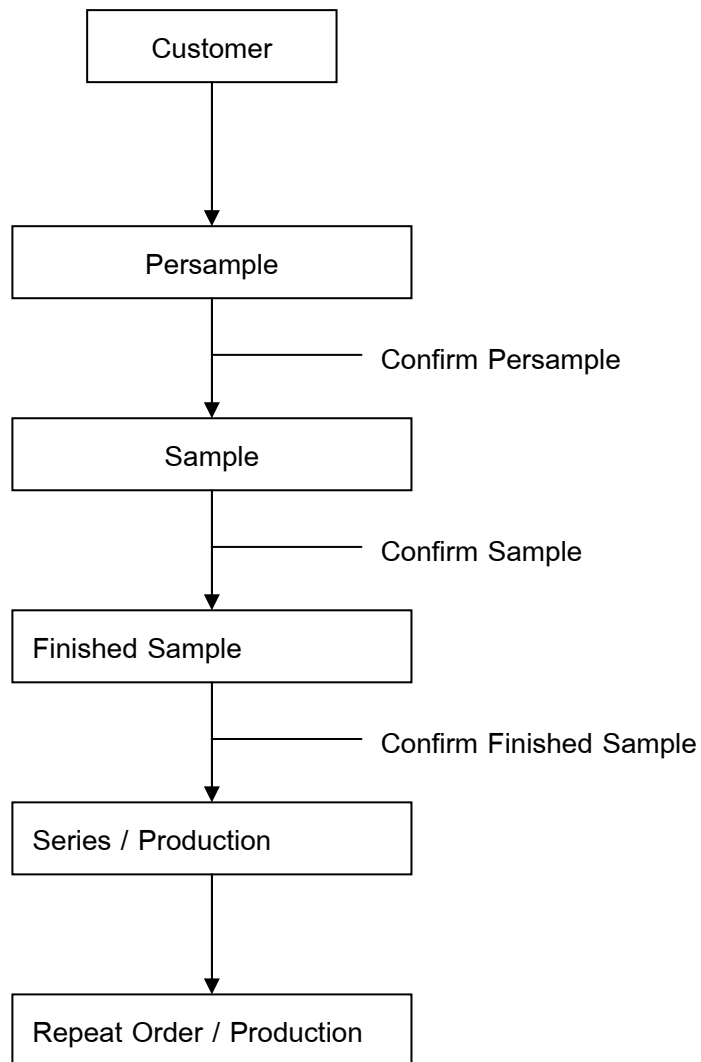 Customer
Persample
Confirm Persample
Sample
Confirm Sample
Finished Sample
Confirm Finished Sample
Series / Production
Repeat Order / Production